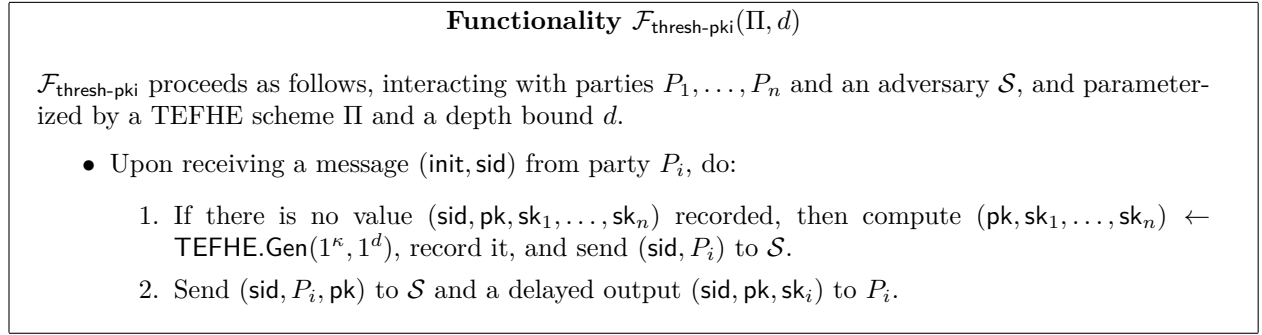 Functionality F_thresh-pki(Π, d)
F_thresh-pki proceeds as follows, interacting with parties P_1, . . . , P_n and an adversary S, and parameter-
ized by a TEFHE scheme Π and a depth bound d.
• Upon receiving a message (init, sid) from party P_i, do:
1. If there is no value (sid, pk, sk_1, . . . , sk_n) recorded, then compute (pk, sk_1, . . . , sk_n) ←
TEFHE.Gen(1^κ, 1^d), record it, and send (sid, P_i) to S.
2. Send (sid, P_i, pk) to S and a delayed output (sid, pk, sk_i) to P_i.